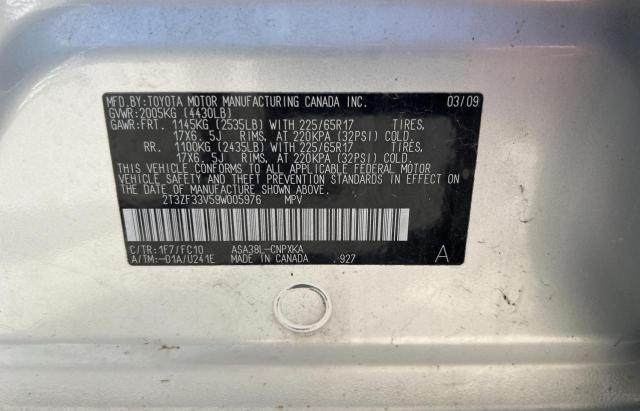 MFD.BY:TOYOTA MOTOR MANUFACTURING CANADA INC. 03/09
GVWR:2005KG (4430LB)
GAWR:FRT. 1145KG (2535LB) WITH 225/65R17 TIRES,
17X6. 5J RIMS, AT 220KPA (32PSI) COLD.
RR. 1100KG (2435LB) WITH 225/65R17 TIRES,
17X6. 5J RIMS, AT 220KPA (32PSI) COLD.
THIS VEHICLE CONFORMS TO ALL APPLICABLE FEDERAL MOTOR
VEHICLE SAFETY AND THEFT PREVENTION STANDARDS IN EFFECT ON
THE DATE OF MANUFACTURE SHOWN ABOVE.
2T3ZF33V59W005976 MPV
C/TR:1F7/FC10 ASA38L-CNPXKA
A/TM:-01A/U241E MADE IN CANADA .927 A